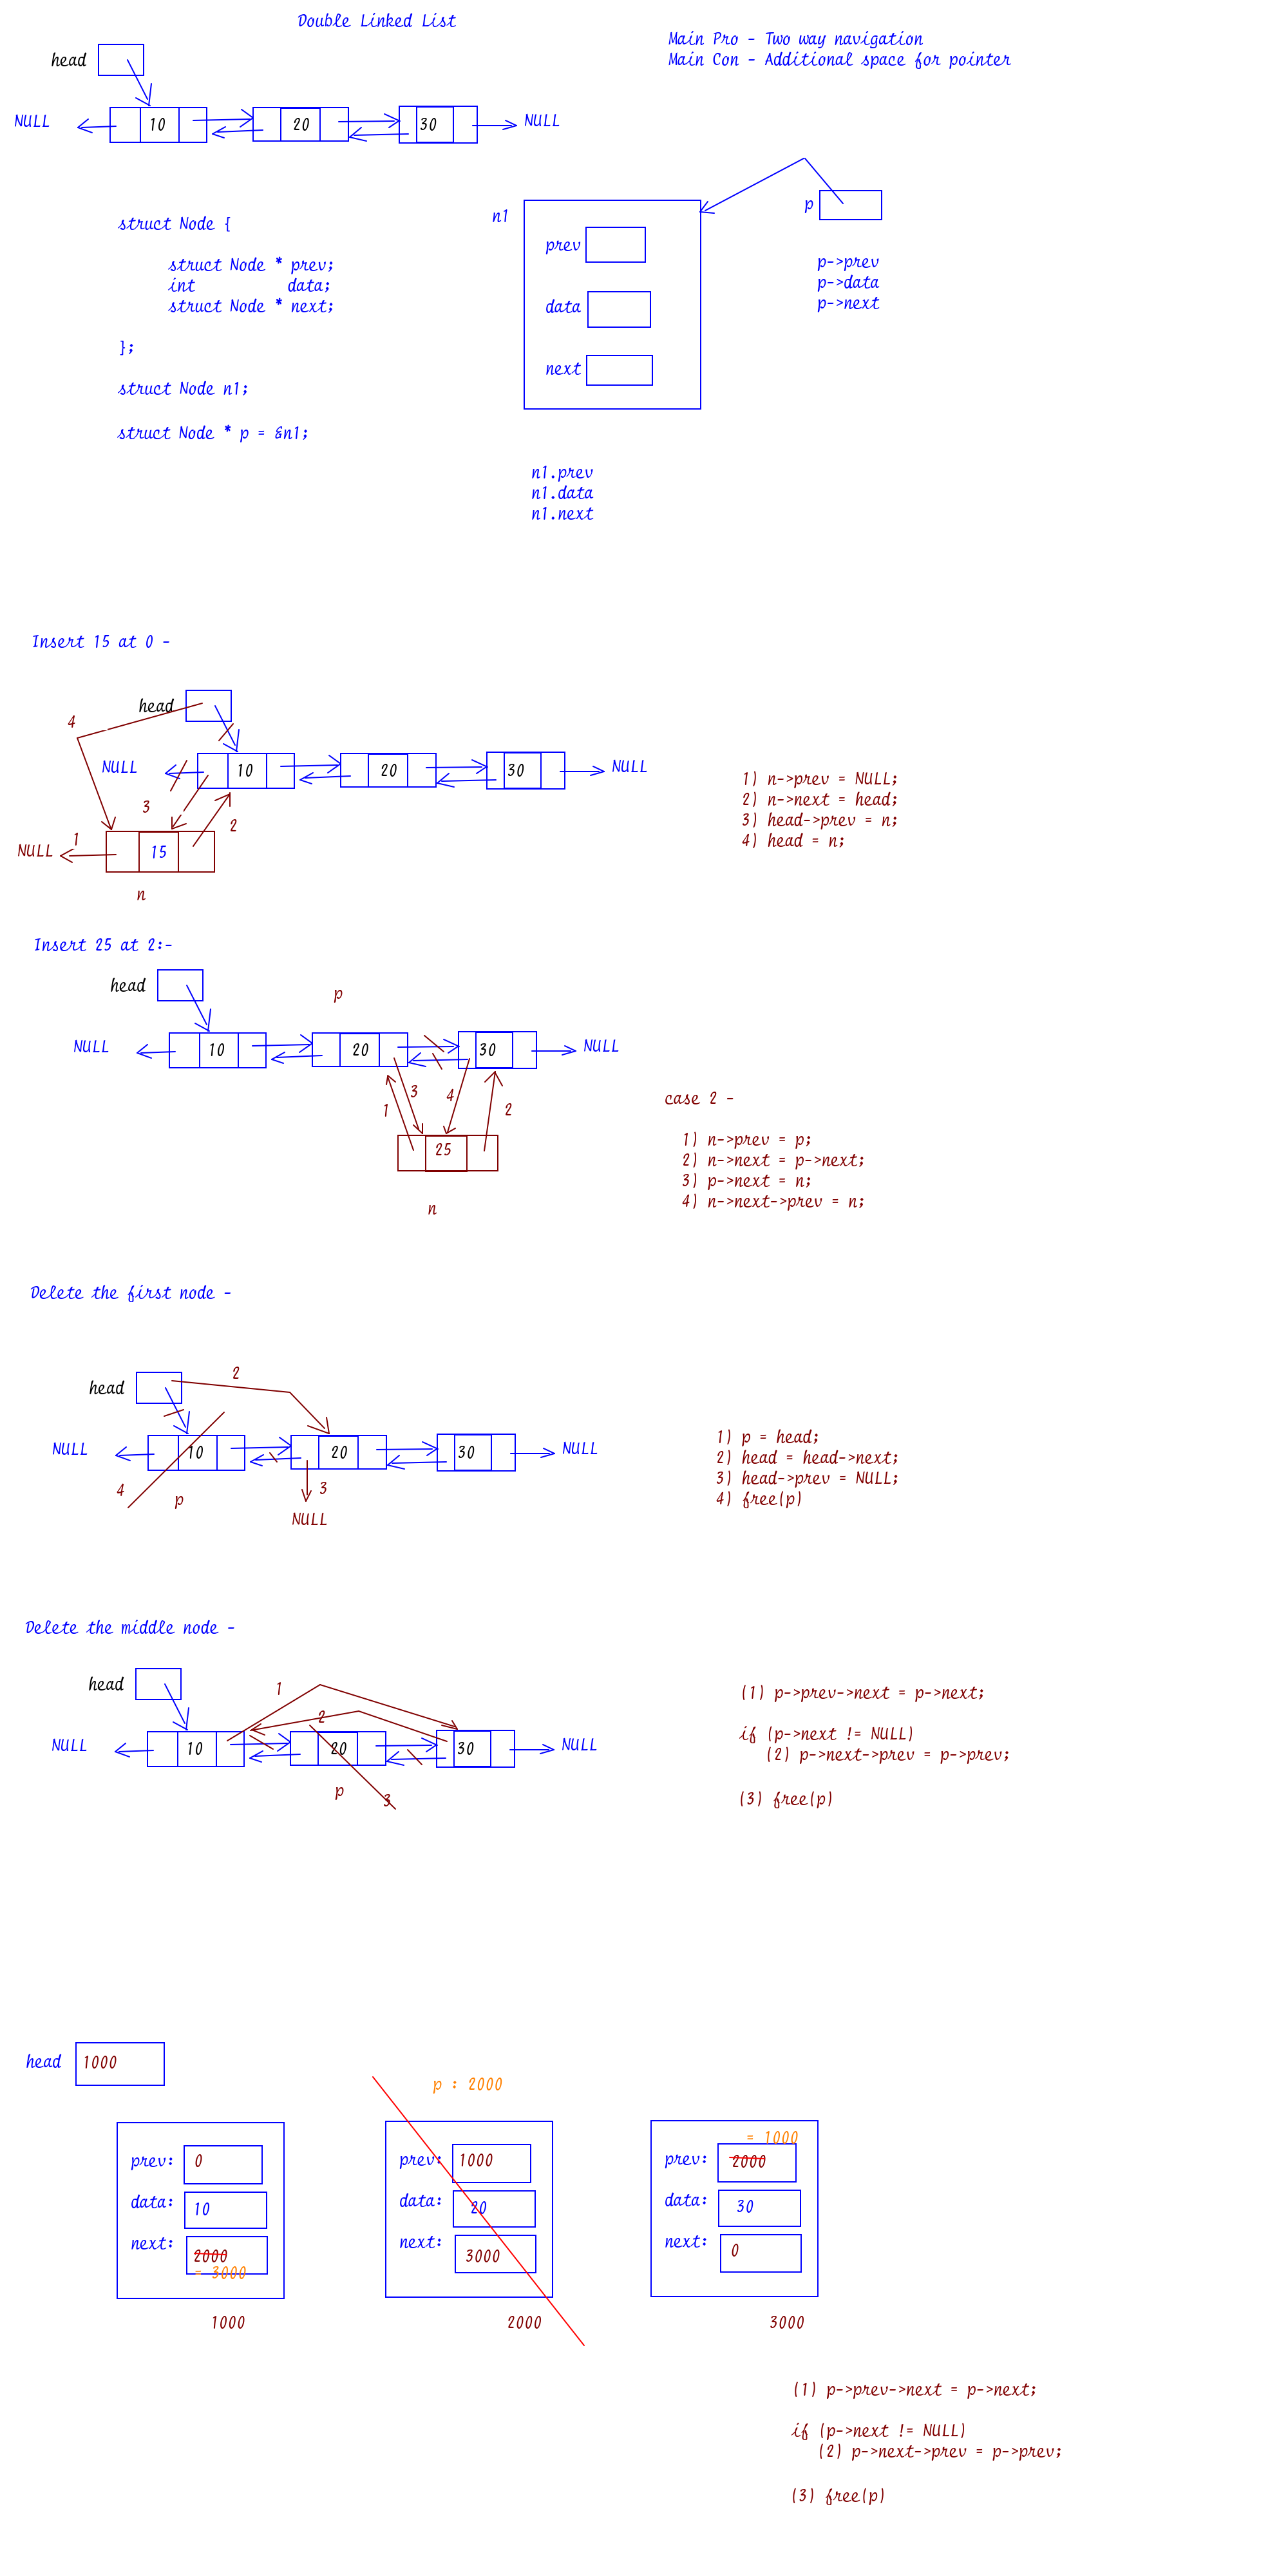 Double Linked List
Main Pro - Two way navigation
Main Con - Additional space for pointer
head
NULL
10
20
30
NULL
struct Node {
struct Node * prev;
int data;
struct Node * next;
};
struct Node n1;
struct Node * p = &n1;
n1
prev
data
next
p
p->prev
p->data
p->next
n1.prev
n1.data
n1.next
Insert 15 at 0 -
head
4
NULL
10
20
30
NULL
3
2
1
NULL
15
n
1) n->prev = NULL;
2) n->next = head;
3) head->prev = n;
4) head = n;
Insert 25 at 2:-
head
p
NULL
10
20
30
NULL
1
3
4
2
25
n
case 2 -
1) n->prev = p;
2) n->next = p->next;
3) p->next = n;
4) n->next->prev = n;
Delete the first node -
head
2
NULL
10
20
30
NULL
4
p
3
NULL
1) p = head;
2) head = head->next;
3) head->prev = NULL;
4) free(p)
Delete the middle node -
head
1
2
NULL
10
20
30
NULL
p
3
(1) p->prev->next = p->next;
if (p->next != NULL)
(2) p->next->prev = p->prev;
(3) free(p)
head
1000
p : 2000
prev:
0
data:
10
next:
2000
= 3000
1000
prev:
1000
data:
20
next:
3000
2000
= 1000
prev:
2000
data:
30
next:
0
3000
(1) p->prev->next = p->next;
if (p->next != NULL)
(2) p->next->prev = p->prev;
(3) free(p)